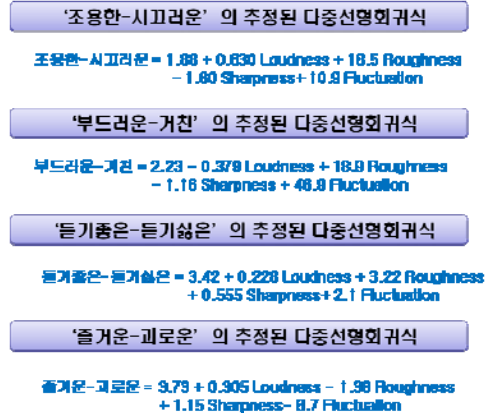 ‘조용한-시끄러운’ 의 추정된 다중선형회귀식
조용한-시끄러운 = 1.88 + 0.630 Loudness + 16.5 Roughness
- 1.60 Sharpness+ 10.9 Fluctuation
‘부드러운-거친’ 의 추정된 다중선형회귀식
부드러운-거친 = 2.23 - 0.379 Loudness + 18.9 Roughness
- 1.16 Sharpness + 46.9 Fluctuation
‘듣기좋은-듣기싫은’ 의 추정된 다중선형회귀식
듣기좋은-듣기싫은 = 3.42 + 0.228 Loudness + 3.22 Roughness
+ 0.555 Sharpness+ 2.1 Fluctuation
‘즐거운-괴로운’ 의 추정된 다중선형회귀식
즐거운-괴로운 = 3.79 + 0.305 Loudness - 1.98 Roughness
+ 1.15 Sharpness- 8.7 Fluctuation